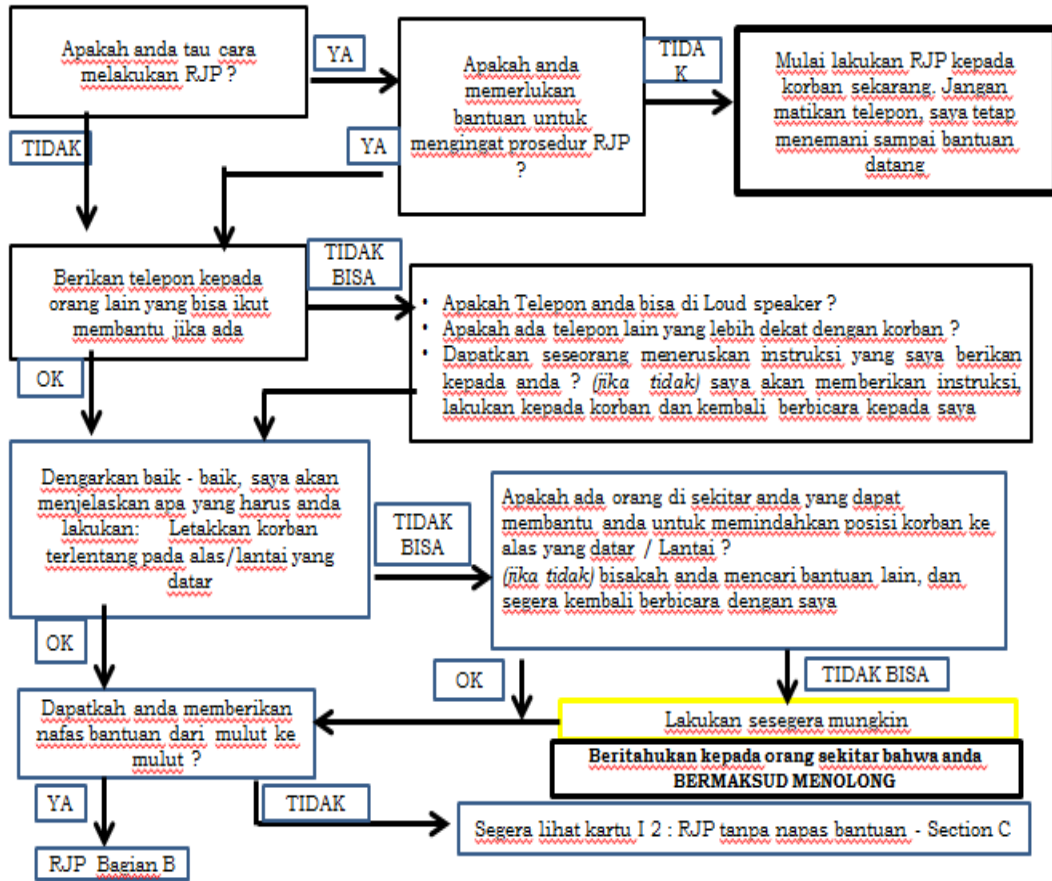 Apakah anda tau cara
melakukan RJP ?
YA
Apakah anda
memerlukan
bantuan untuk
mengingat prosedur RJP
?
TIDA
K
Mulai lakukan RJP kepada
korban sekarang. Jangan
matikan telepon, saya tetap
menemani sampai bantuan
datang
TIDAK
YA
Berikan telepon kepada
orang lain yang bisa ikut
membantu jika ada
TIDAK
BISA
• Apakah Telepon anda bisa di Loud speaker ?
• Apakah ada telepon lain yang lebih dekat dengan korban ?
• Dapatkan seseorang meneruskan instruksi yang saya berikan
kepada anda ? (jika tidak) saya akan memberikan instruksi,
lakukan kepada korban dan kembali berbicara kepada saya
OK
Dengarkan baik - baik, saya akan
menjelaskan apa yang harus anda
lakukan: Letakkan korban
terlentang pada alas/lantai yang
datar
TIDAK
BISA
Apakah ada orang di sekitar anda yang dapat
membantu anda untuk memindahkan posisi korban ke
alas yang datar / Lantai ?
(jika tidak) bisakah anda mencari bantuan lain, dan
segera kembali berbicara dengan saya
OK
OK
TIDAK BISA
Dapatkah anda memberikan
nafas bantuan dari mulut ke
mulut ?
Lakukan sesegera mungkin
Beritahukan kepada orang sekitar bahwa anda
BERMAKSUD MENOLONG
YA
TIDAK
Segera lihat kartu I 2 : RJP tanpa napas bantuan - Section C
RJP Bagian B